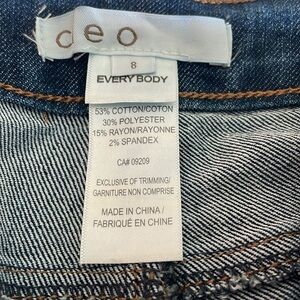 deo
8
EVERY BODY
53% COTTON/COTON
30% POLYESTER
15% RAYON/RAYONNE
2% SPANDEX
CA# 09209
EXCLUSIVE OF TRIMMING/
GARNITURE NON COMPRISE
MADE IN CHINA /
FABRIQUÉ EN CHINE